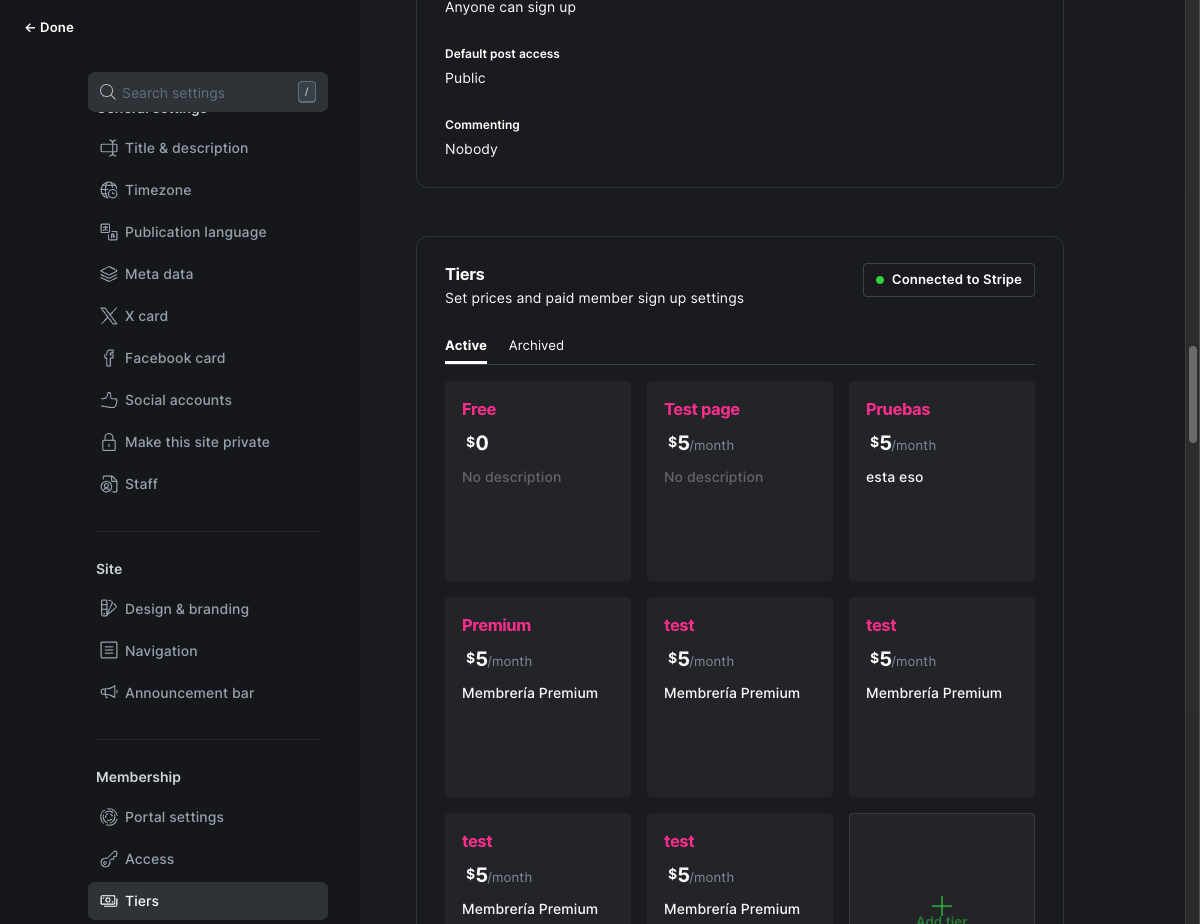 Done
Search settings
/
General settings
Title & description
Timezone
Publication language
Meta data
X card
Facebook card
Social accounts
Make this site private
Staff
Site
Design & branding
Navigation
Announcement bar
Membership
Portal settings
Access
Tiers
Anyone can sign up
Default post access
Public
Commenting
Nobody
Tiers
Set prices and paid member sign up settings
Connected to Stripe
Active
Archived
Free
$0
No description
Test page
$5/month
No description
Pruebas
$5/month
esta eso
Premium
$5/month
Membrería Premium
test
$5/month
Membrería Premium
test
$5/month
Membrería Premium
test
$5/month
Membrería Premium
test
$5/month
Membrería Premium
Add tier